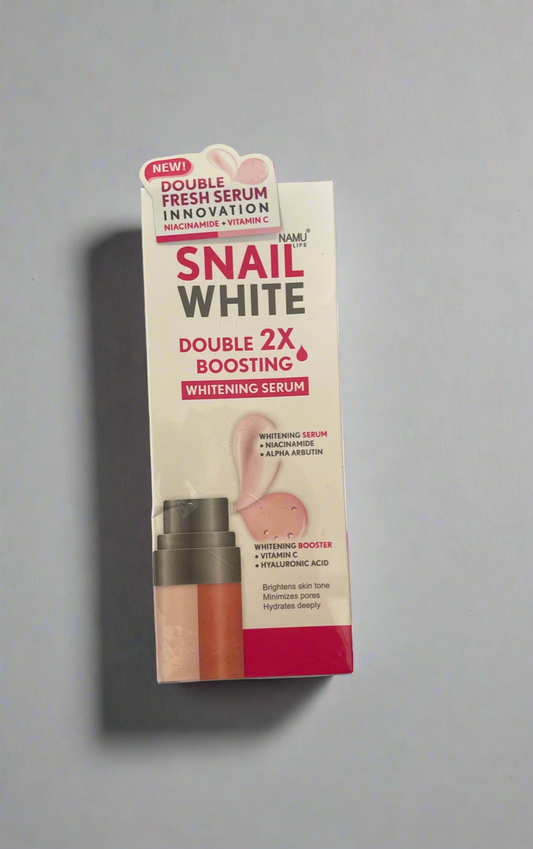 NEW!
DOUBLE
FRESH SERUM
INNOVATION
NIACINAMIDE + VITAMIN C
NAMU®
LIFE
SNAIL
WHITE
DOUBLE 2X
BOOSTING
WHITENING SERUM
WHITENING SERUM
• NIACINAMIDE
• ALPHA ARBUTIN
WHITENING BOOSTER
• VITAMIN C
• HYALURONIC ACID
Brightens skin tone
Minimizes pores
Hydrates deeply